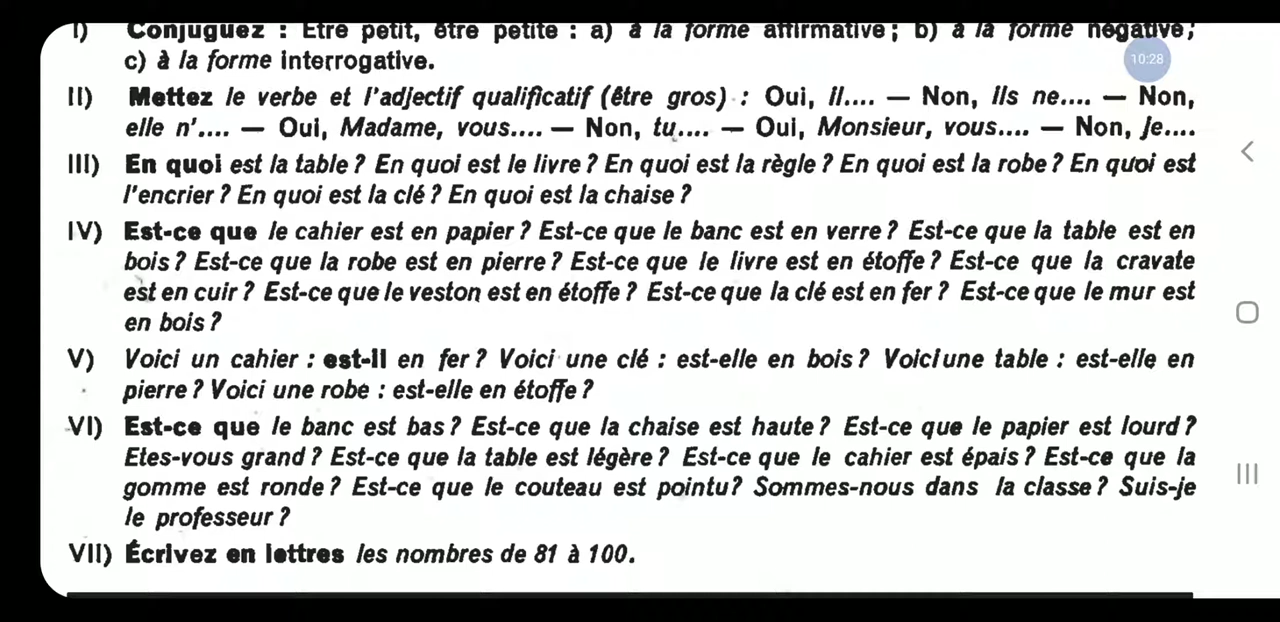 I) Conjuguez : Etre petit, être petite : a) à la forme affirmative ; b) à la forme négative ;
c) à la forme interrogative.
10:28
II) Mettez le verbe et l'adjectif qualificatif (être gros) : Oui, il.... — Non, ils ne.... — Non,
elle n'.... — Oui, Madame, vous.... — Non, tu.... — Oui, Monsieur, vous.... — Non, je....
III) En quoi est la table ? En quoi est le livre ? En quoi est la règle ? En quoi est la robe ? En quoi est
l'encrier ? En quoi est la clé ? En quoi est la chaise ?
IV) Est-ce que le cahier est en papier ? Est-ce que le banc est en verre ? Est-ce que la table est en
bois ? Est-ce que la robe est en pierre ? Est-ce que le livre est en étoffe ? Est-ce que la cravate
est en cuir ? Est-ce que le veston est en étoffe ? Est-ce que la clé est en fer ? Est-ce que le mur est
en bois ?
V) Voici un cahier : est-il en fer ? Voici une clé : est-elle en bois ? Voici une table : est-elle en
pierre ? Voici une robe : est-elle en étoffe ?
VI) Est-ce que le banc est bas ? Est-ce que la chaise est haute ? Est-ce que le papier est lourd ?
Etes-vous grand ? Est-ce que la table est légère ? Est-ce que le cahier est épais ? Est-ce que la
gomme est ronde ? Est-ce que le couteau est pointu ? Sommes-nous dans la classe ? Suis-je
le professeur ?
VII) Écrivez en lettres les nombres de 81 à 100.